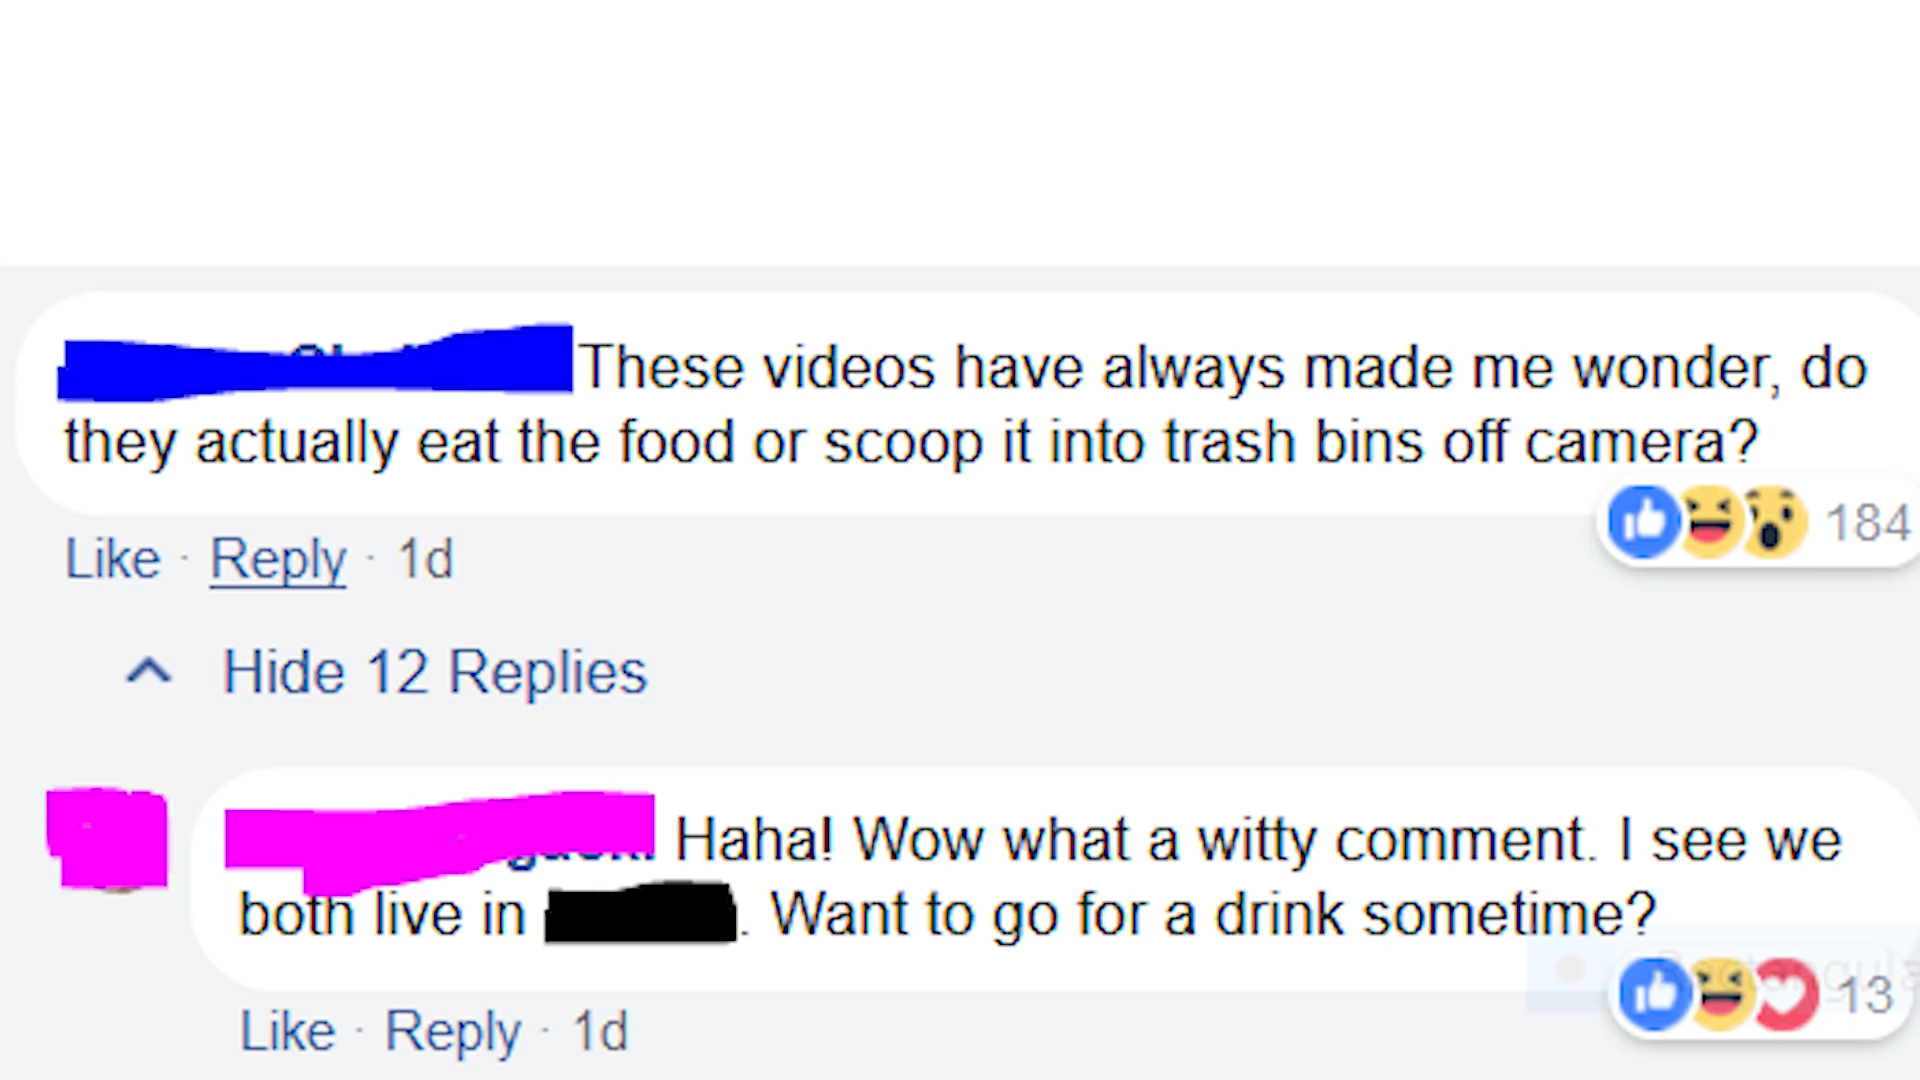 These videos have always made me wonder, do
they actually eat the food or scoop it into trash bins off camera?
184
Like · Reply · 1d
Hide 12 Replies
Haha! Wow what a witty comment. I see we
both live in . Want to go for a drink sometime?
13
Like · Reply · 1d